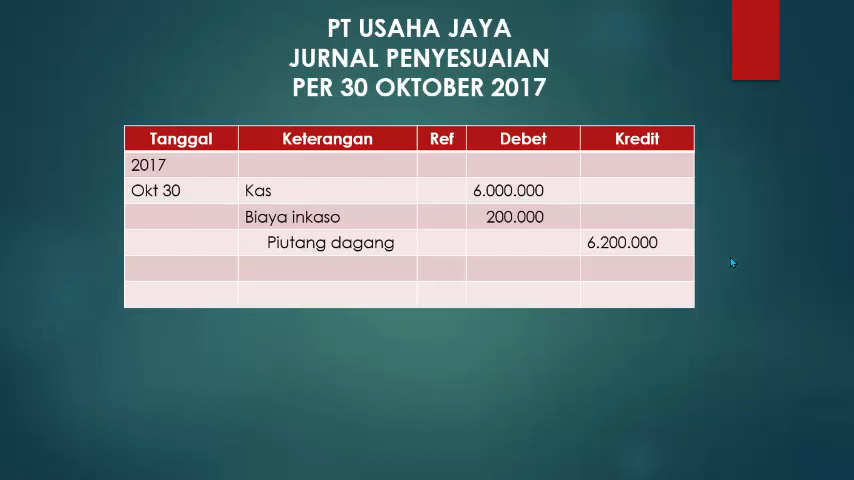 PT USAHA JAYA
JURNAL PENYESUAIAN
PER 30 OKTOBER 2017
Tanggal Keterangan Ref Debet Kredit
2017
Okt 30 Kas 6.000.000
Biaya inkaso 200.000
Piutang dagang 6.200.000